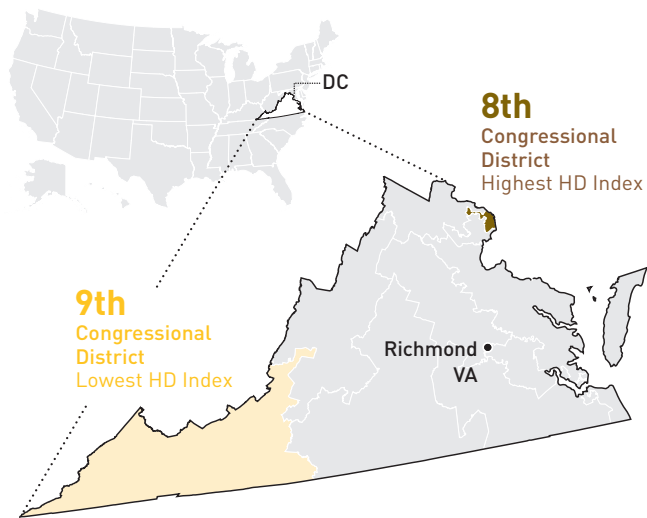 DC
8th
Congressional
District
Highest HD Index
9th
Congressional
District
Lowest HD Index
Richmond
VA